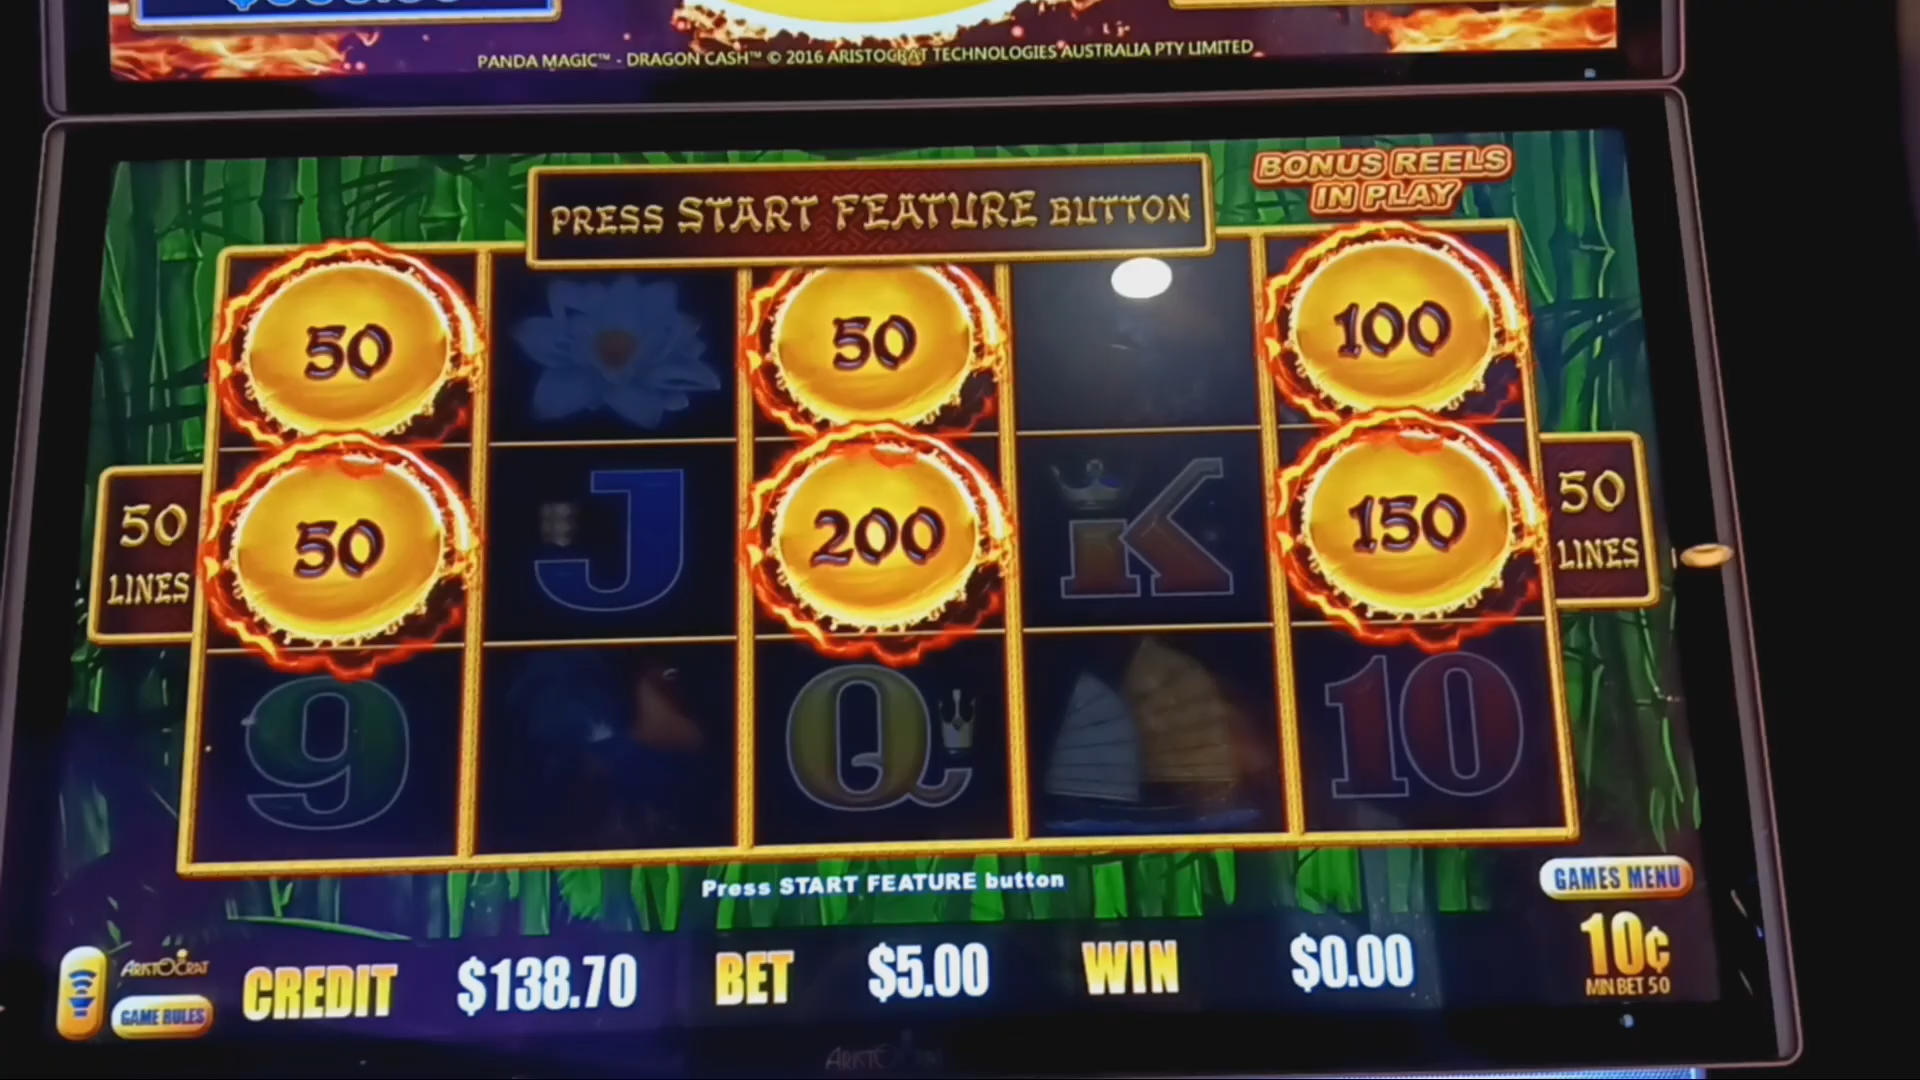 PANDA MAGIC™ - DRAGON CASH™ © 2016 ARISTOCRAT TECHNOLOGIES AUSTRALIA PTY LIMITED
PRESS START FEATURE BUTTON
BONUS REELS
IN PLAY
50
50
100
50
LINES
50
J
200
K
150
50
LINES
9
Q
10
Press START FEATURE button
GAMES MENU
ARISTOCRAT
GAME RULES
CREDIT $138.70 BET $5.00 WIN $0.00
10¢
MIN BET 50
ARISTOCRAT